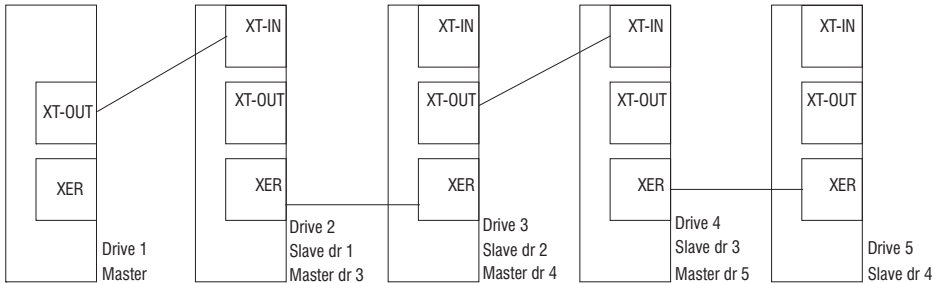 XT-OUT
XER
Drive 1
Master
XT-IN
XT-OUT
XER
Drive 2
Slave dr 1
Master dr 3
XT-IN
XT-OUT
XER
Drive 3
Slave dr 2
Master dr 4
XT-IN
XT-OUT
XER
Drive 4
Slave dr 3
Master dr 5
XT-IN
XT-OUT
XER
Drive 5
Slave dr 4